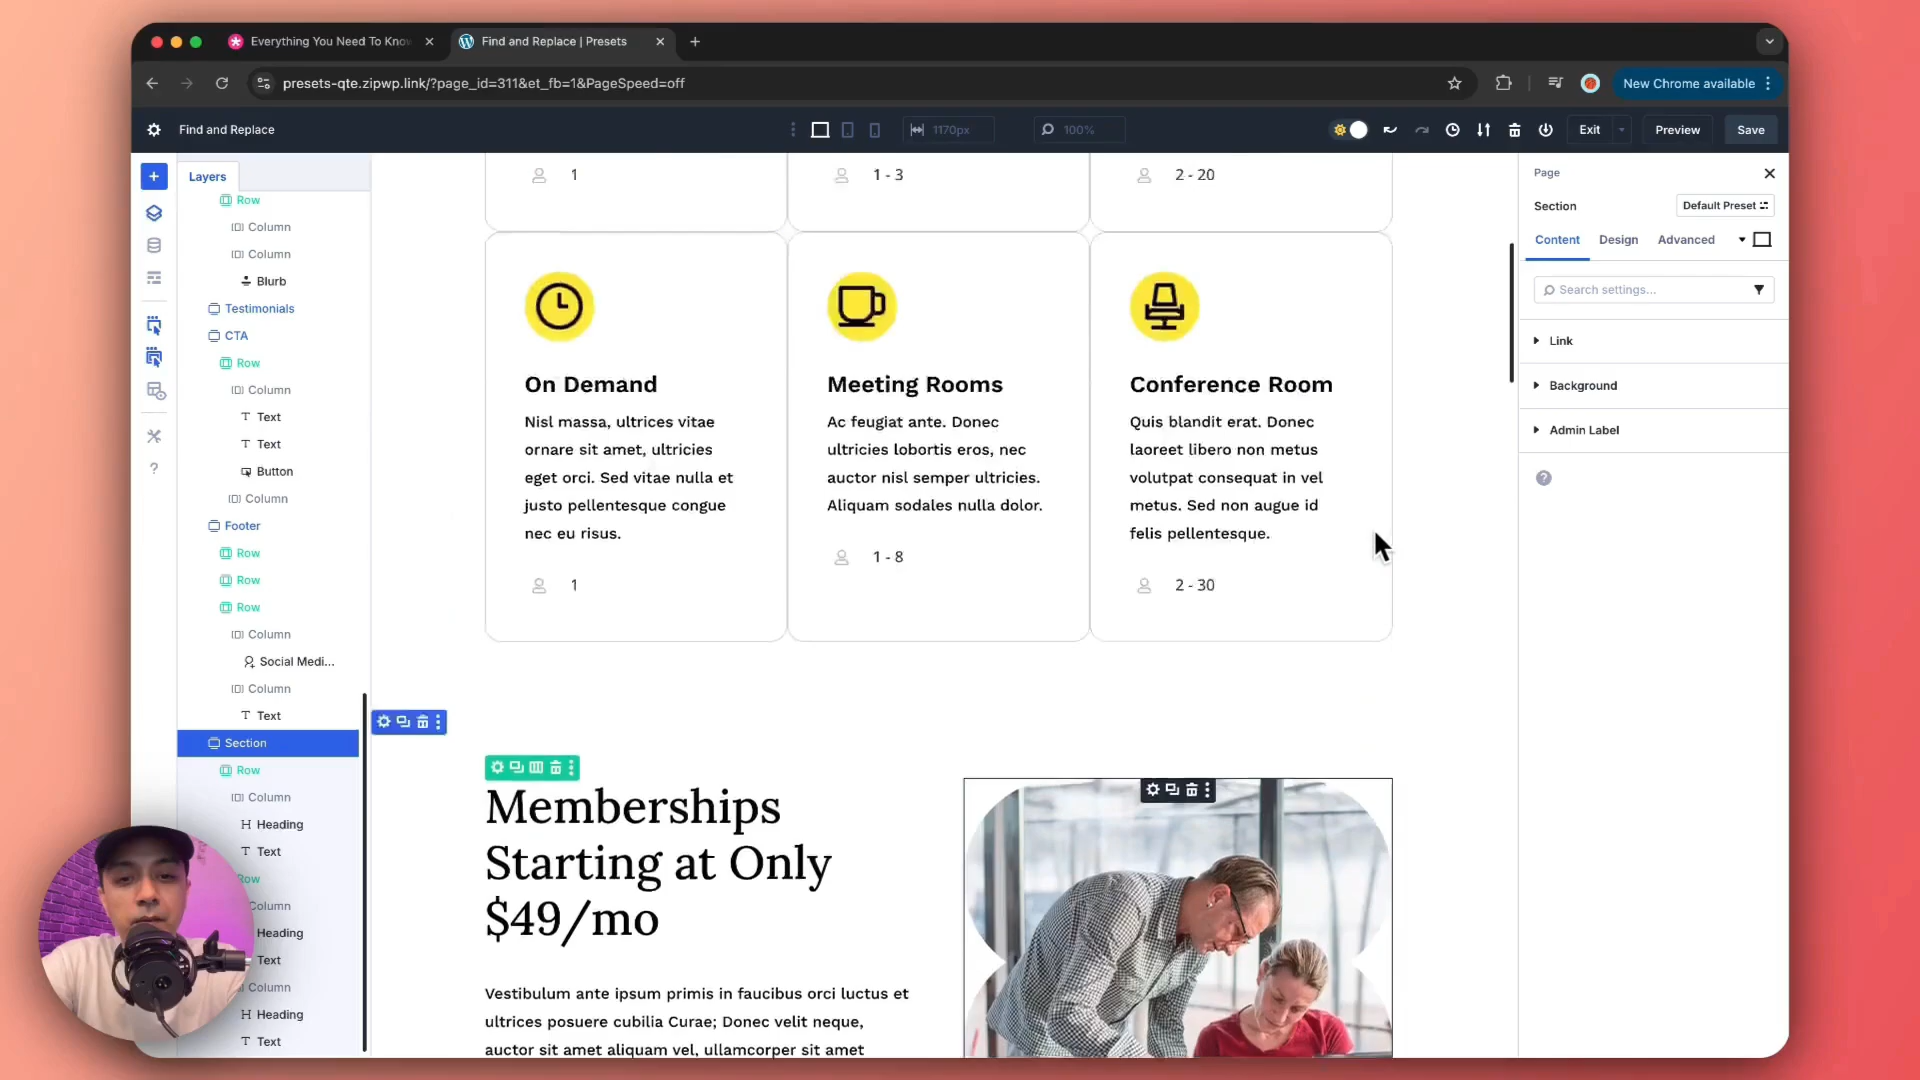 Everything You Need To Know
Find and Replace | Presets
presets-qte.zipwp.link/?page_id=311&et_fb=1&PageSpeed=off
New Chrome available
Find and Replace
1170px
100%
Exit
Preview
Save
Layers
Row
Column
Column
Blurb
Testimonials
CTA
Row
Column
Text
Text
Button
Column
Footer
Row
Row
Row
Column
Social Medi...
Column
Text
Section
Row
Column
Heading
Text
Row
Column
Heading
Text
Column
Heading
Text
1
1 - 3
2 - 20
On Demand
Nisl massa, ultrices vitae
ornare sit amet, ultricies
eget orci. Sed vitae nulla et
justo pellentesque congue
nec eu risus.
1
Meeting Rooms
Ac feugiat ante. Donec
ultricies lobortis eros, nec
auctor nisl semper ultricies.
Aliquam sodales nulla dolor.
1 - 8
Conference Room
Quis blandit erat. Donec
laoreet libero non metus
volutpat consequat in vel
metus. Sed non augue id
felis pellentesque.
2 - 30
Memberships
Starting at Only
$49/mo
Vestibulum ante ipsum primis in faucibus orci luctus et
ultrices posuere cubilia Curae; Donec velit neque,
auctor sit amet aliquam vel, ullamcorper sit amet
Page
Section
Default Preset
Content
Design
Advanced
Search settings...
Link
Background
Admin Label